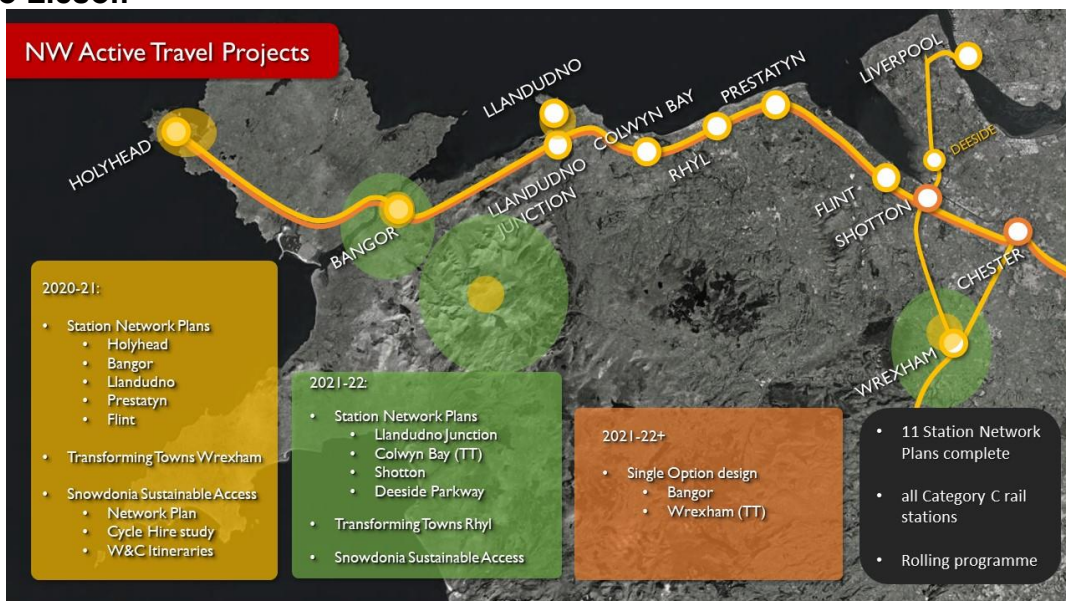 NW Active Travel Projects
HOLYHEAD
BANGOR
LLANDUDNO
LLANDUDNO
JUNCTION
COLWYN BAY
RHYL
PRESTATYN
FLINT
SHOTTON
LIVERPOOL
DEESIDE
CHESTER
WREXHAM
2020-21:
• Station Network Plans
• Holyhead
• Bangor
• Llandudno
• Prestatyn
• Flint
• Transforming Towns Wrexham
• Snowdonia Sustainable Access
• Network Plan
• Cycle Hire study
• W&C Itineraries
2021-22:
• Station Network Plans
• Llandudno Junction
• Colwyn Bay (TT)
• Shotton
• Deeside Parkway
• Transforming Towns Rhyl
• Snowdonia Sustainable Access
2021-22+
• Single Option design
• Bangor
• Wrexham (TT)
• 11 Station Network
Plans complete
• all Category C rail
stations
• Rolling programme